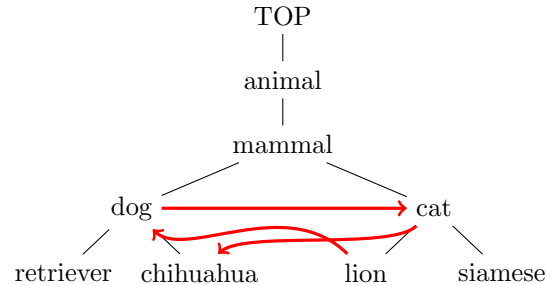 TOP
animal
mammal
dog cat
retriever chihuahua lion siamese